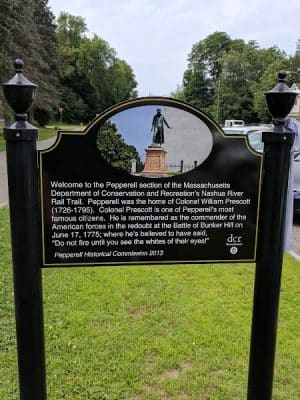 Welcome to the Pepperell section of the Massachusetts
Department of Conservation and Recreation's Nashua River
Rail Trail. Pepperell was the home of Colonel William Prescott
(1726-1795). Colonel Prescott is one of Pepperell's most
famous citizens. He is remembered as the commander of the
American forces in the redoubt at the Battle of Bunker Hill on
June 17, 1775; where he's believed to have said,
"Do not fire until you see the whites of their eyes!"
Pepperell Historical Commission 2013
dcr